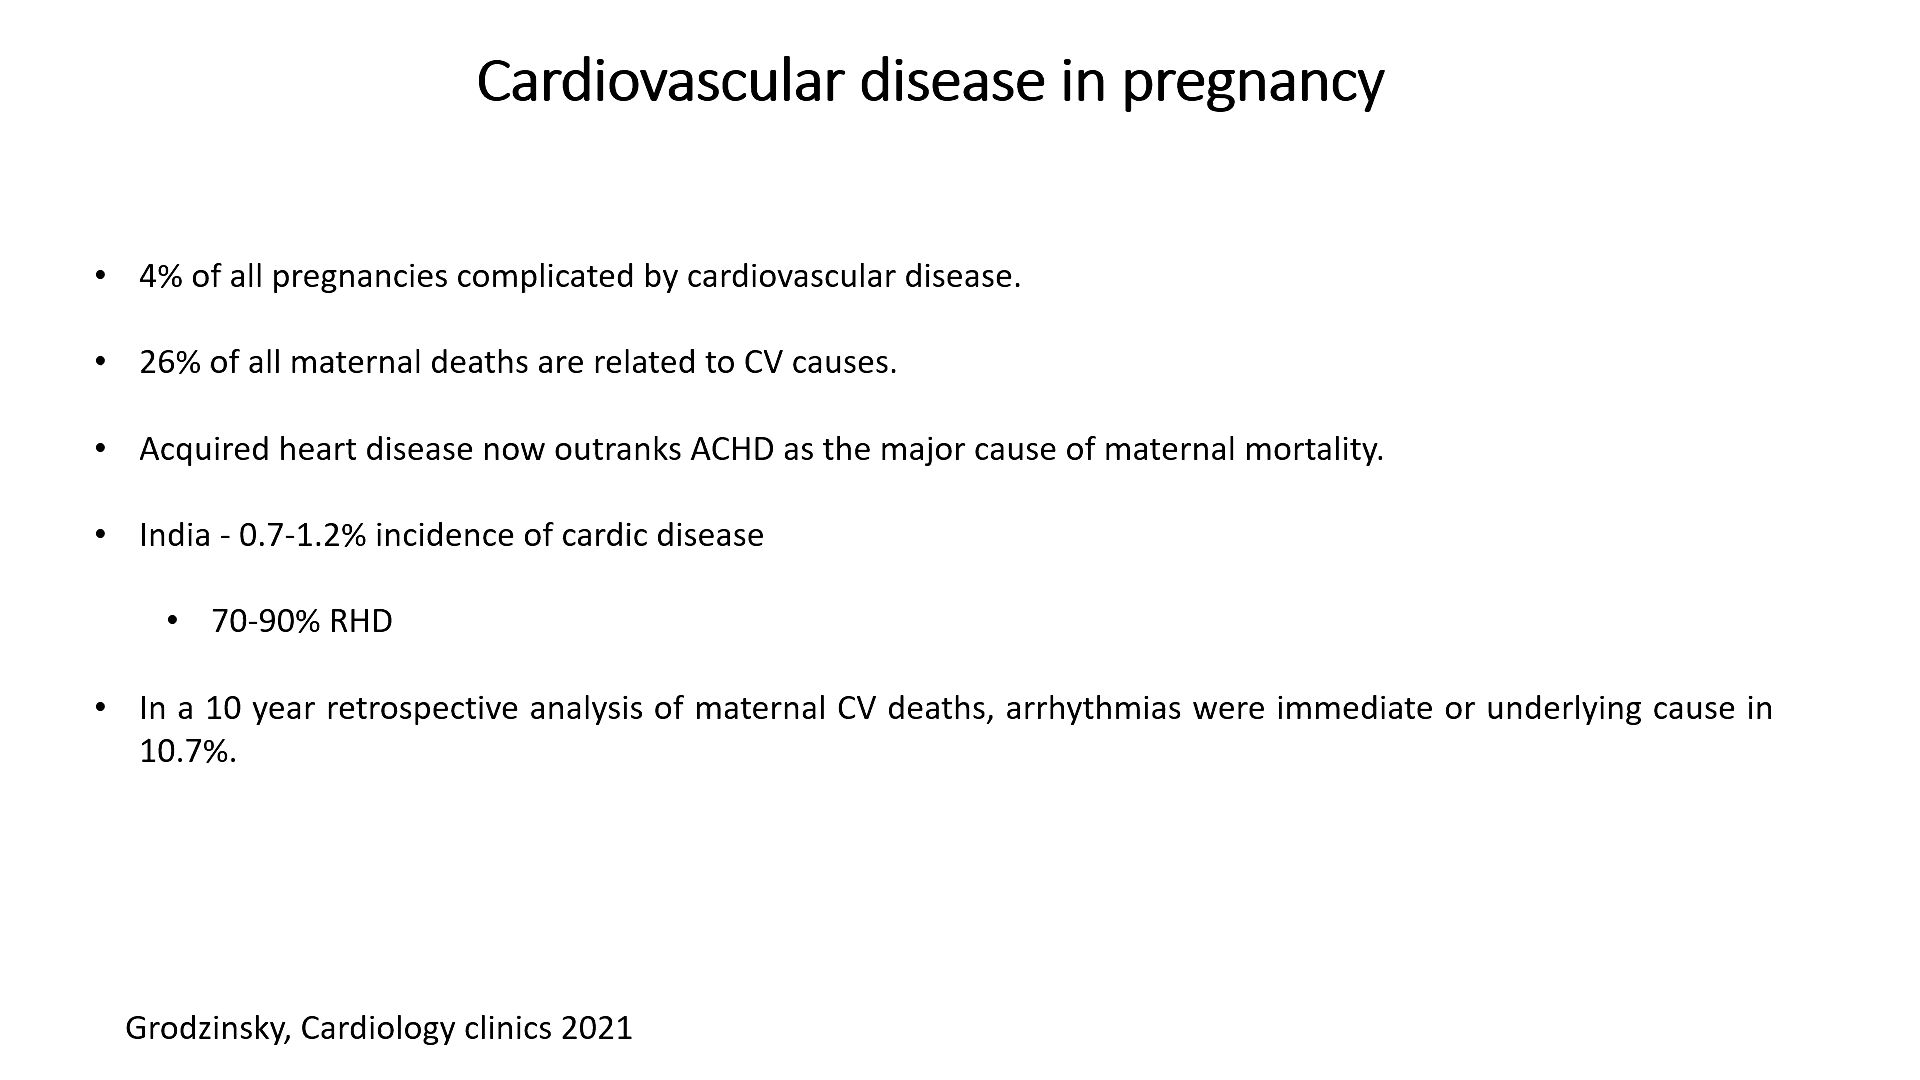 Cardiovascular disease in pregnancy
• 4% of all pregnancies complicated by cardiovascular disease.
• 26% of all maternal deaths are related to CV causes.
• Acquired heart disease now outranks ACHD as the major cause of maternal mortality.
• India - 0.7-1.2% incidence of cardic disease
• 70-90% RHD
• In a 10 year retrospective analysis of maternal CV deaths, arrhythmias were immediate or underlying cause in
10.7%.
Grodzinsky, Cardiology clinics 2021